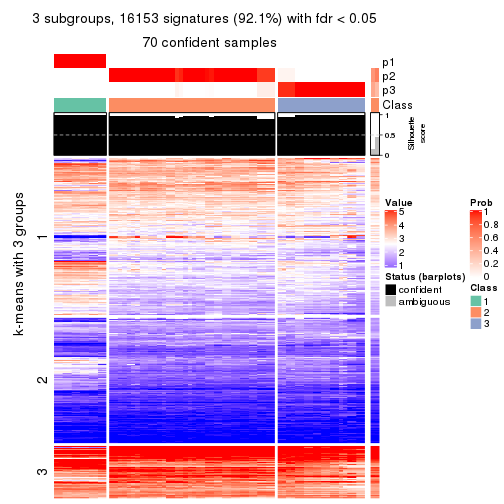 3 subgroups, 16153 signatures (92.1%) with fdr < 0.05
70 confident samples
p1
p2
p3
Class
1
0.5
0
Silhouette
score
k-means with 3 groups
1
2
3
Value
5
4
3
2
1
Status (barplots)
confident
ambiguous
Prob
1
0.8
0.6
0.4
0.2
0
Class
1
2
3